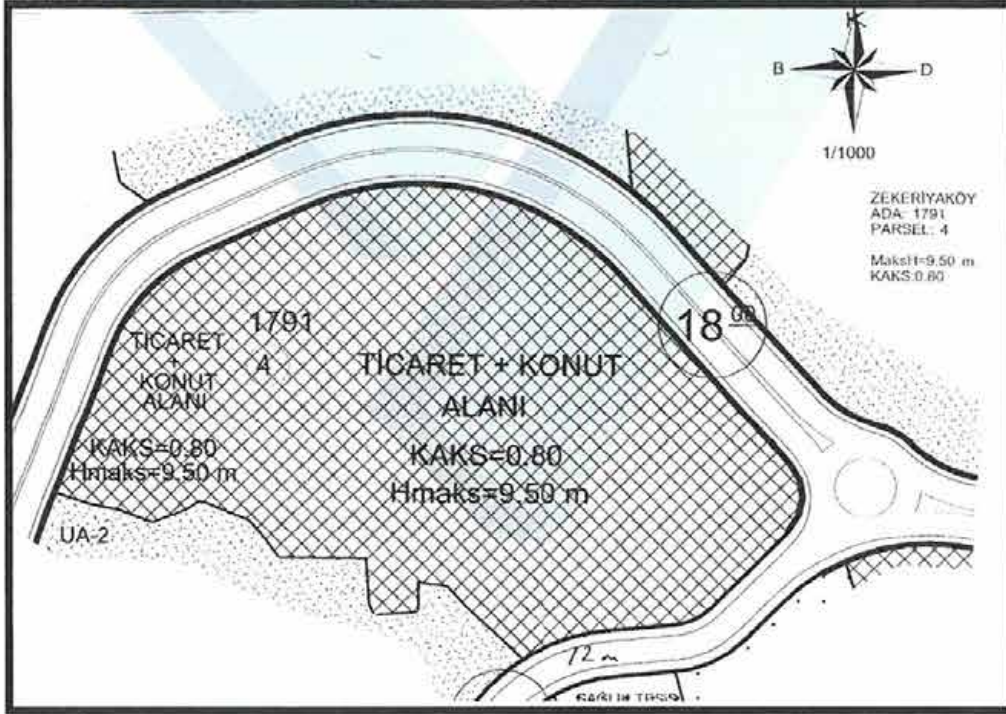 K
B
D
1/1000
ZEKERİYAKÖY
ADA: 1791
PARSEL: 4
MaksH=9.50 m
KAKS:0.80
18 00
1791
A
TİCARET
+
KONUT
ALANI
KAKS=0.80
Hmaks=9.50 m
TİCARET + KONUT
ALANI
KAKS=0.80
Hmaks=9.50 m
UA-2
12 m